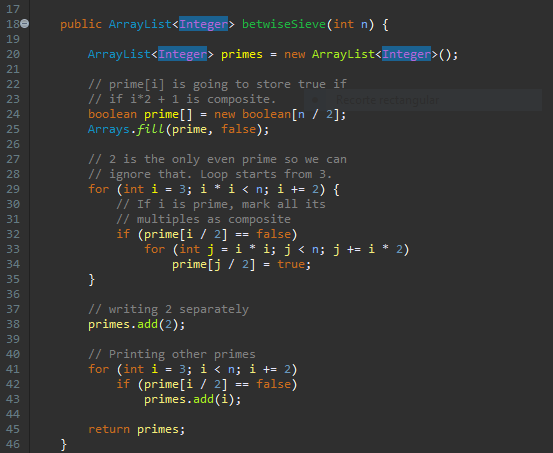 17
18 public ArrayList<Integer> betwiseSieve(int n) {
19
20 ArrayList<Integer> primes = new ArrayList<Integer>();
21
22 // prime[i] is going to store true if
23 // if i*2 + 1 is composite.
Recorte rectangular
24 boolean prime[] = new boolean[n / 2];
25 Arrays.fill(prime, false);
26
27 // 2 is the only even prime so we can
28 // ignore that. Loop starts from 3.
29 for (int i = 3; i * i < n; i += 2) {
30 // If i is prime, mark all its
31 // multiples as composite
32 if (prime[i / 2] == false)
33 for (int j = i * i; j < n; j += i * 2)
34 prime[j / 2] = true;
35 }
36
37 // writing 2 separately
38 primes.add(2);
39
40 // Printing other primes
41 for (int i = 3; i < n; i += 2)
42 if (prime[i / 2] == false)
43 primes.add(i);
44
45 return primes;
46 }